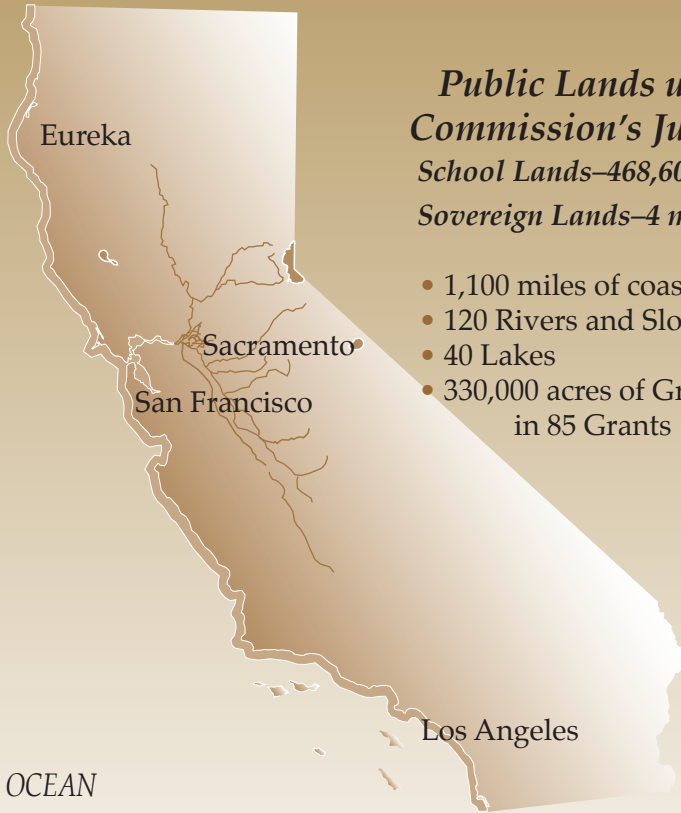 Public Lands u
Commission's Ju
School Lands–468,60
Sovereign Lands–4 m
• 1,100 miles of coas
• 120 Rivers and Slo
• 40 Lakes
• 330,000 acres of Gr
in 85 Grants
Eureka
Sacramento
San Francisco
Los Angeles
OCEAN